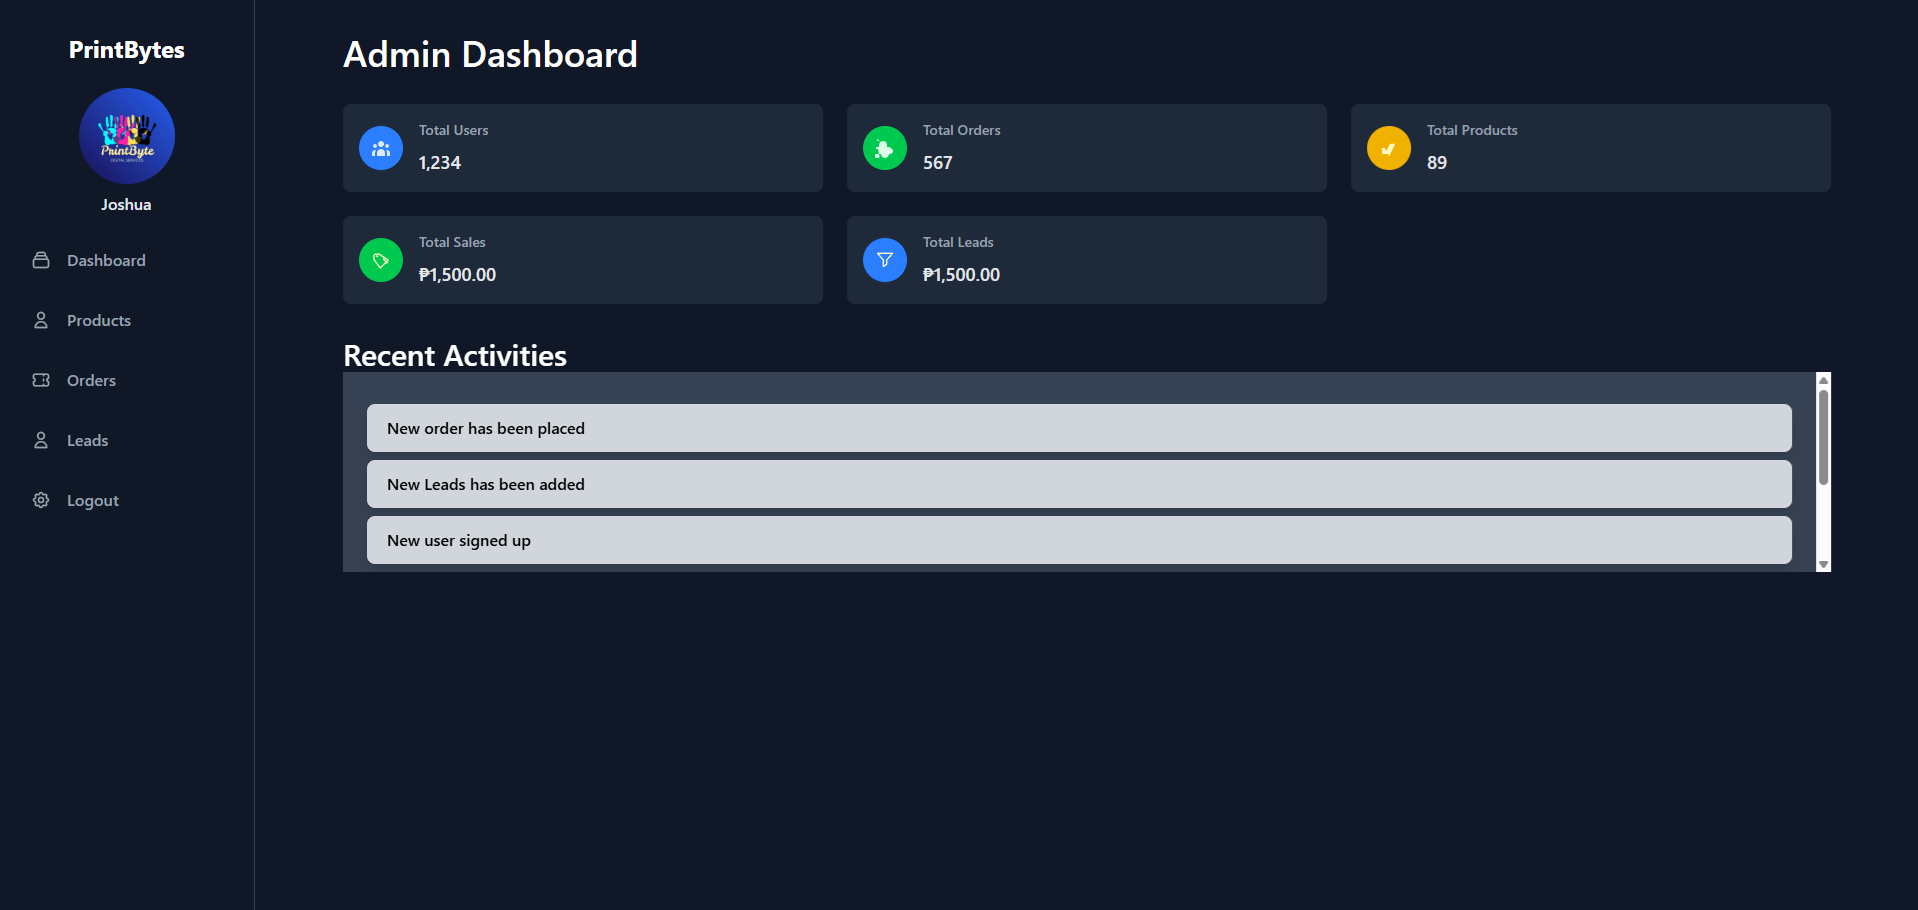 PrintBytes
PrintByte
DIGITAL SERVICES
Joshua
Dashboard
Products
Orders
Leads
Logout
Admin Dashboard
Total Users
1,234
Total Orders
567
Total Products
89
Total Sales
₱1,500.00
Total Leads
₱1,500.00
Recent Activities
New order has been placed
New Leads has been added
New user signed up